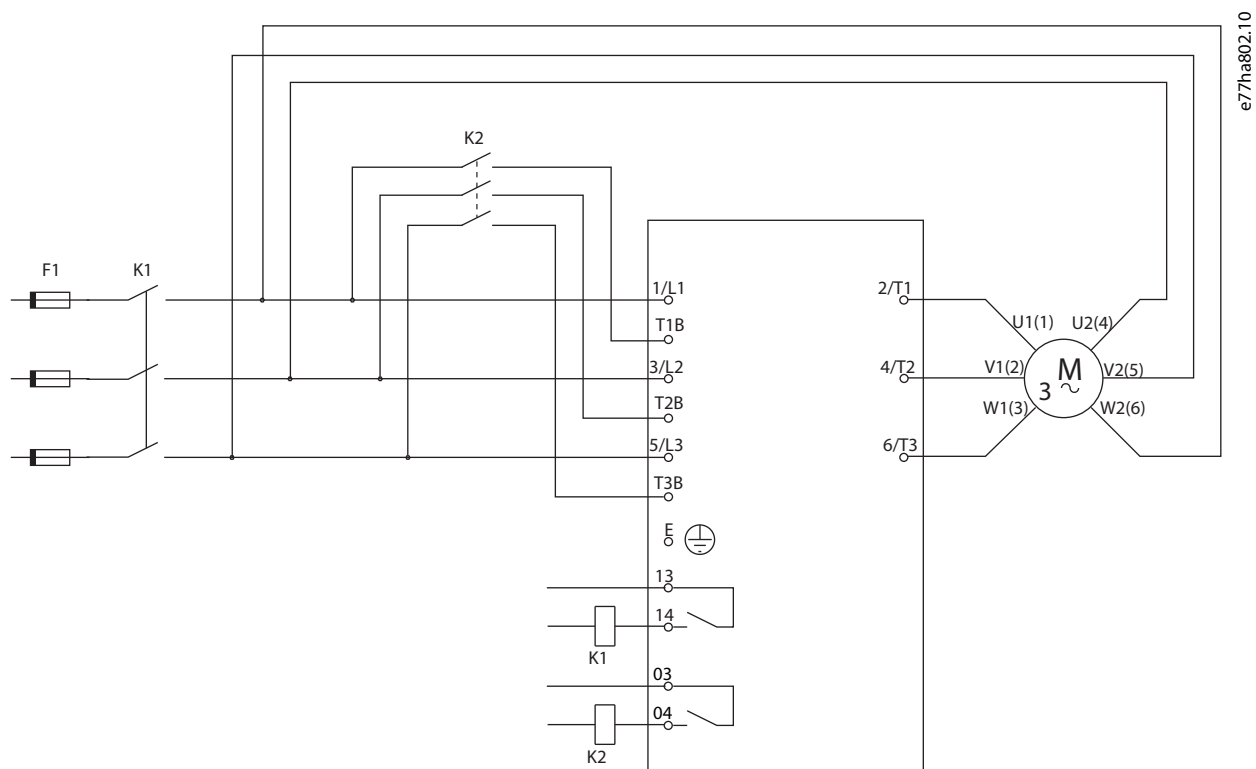 e77ha802.10
K2
F1
K1
1/L1
2/T1
T1B
U1(1)
U2(4)
3/L2
4/T2
V1(2)
M
V2(5)
3
T2B
W1(3)
W2(6)
5/L3
6/T3
T3B
E
13
14
K1
03
04
K2